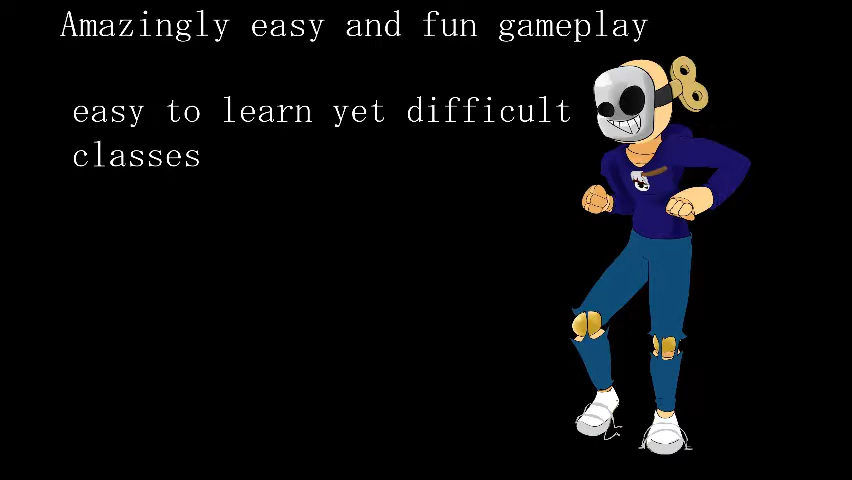 Amazingly easy and fun gameplay
easy to learn yet difficult
classes